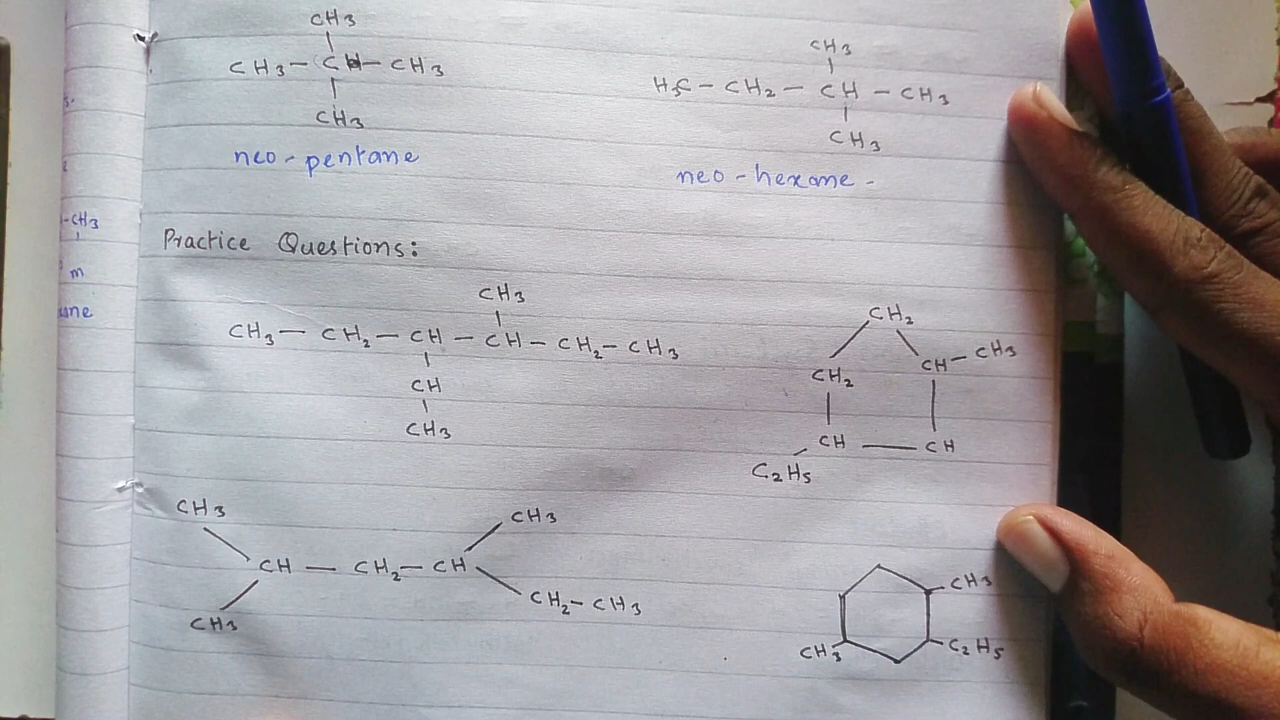 CH3
CH3 - C - CH3
CH3
neo - pentane
CH3
H3C - CH2 - CH - CH3
CH3
neo - hexane -
-CH3
m
ane
Practice Questions:
CH3
CH3 - CH2 - CH - CH - CH2 - CH3
CH
CH3
CH2
CH2
CH - CH3
CH - CH
C2H5
CH3
CH3
CH - CH2 - CH
CH2 - CH3
CH3
CH3
CH3
C2H5